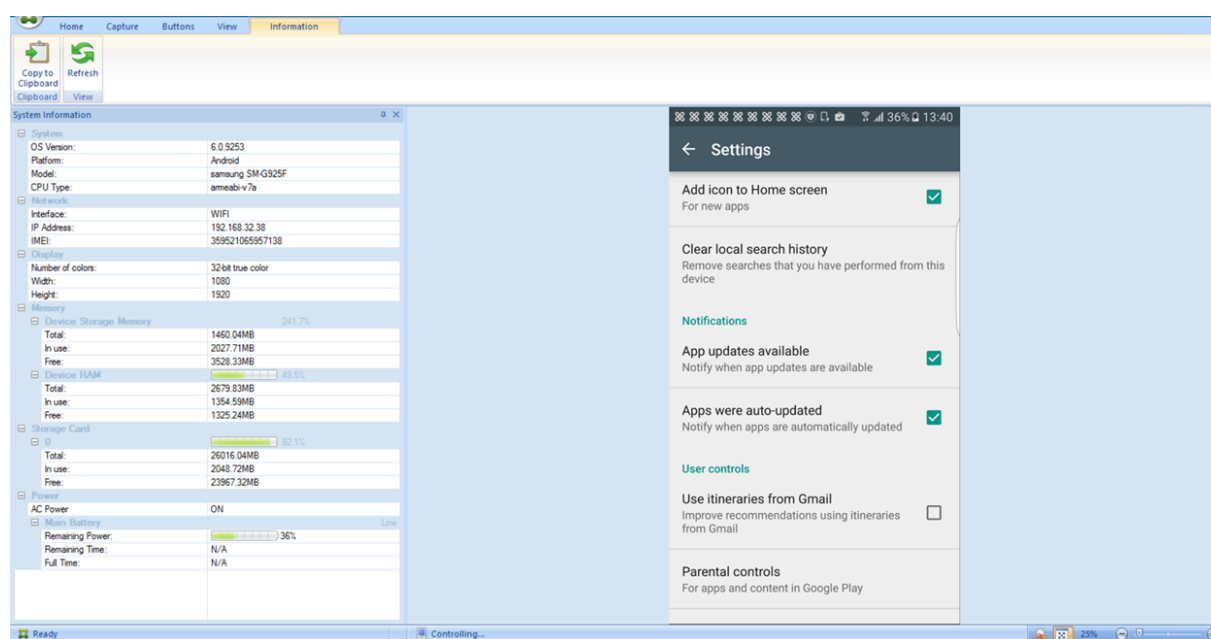 Home Capture Buttons View Information
Copy to Clipboard
Refresh
Clipboard View
System Information
System
OS Version: 6.0.9253
Platform: Android
Model: samsung SM-G925F
CPU Type: armeabi-v7a
Network
Interface: WIFI
IP Address: 192.168.32.38
IMEI: 359521065957138
Display
Number of colors: 32-bit true color
Width: 1080
Height: 1920
Memory
Device Storage Memory 241.7%
Total: 1460.04MB
In use: 2027.71MB
Free: 3528.33MB
Device RAM 49.5%
Total: 2679.83MB
In use: 1354.59MB
Free: 1325.24MB
Storage Card
0 92.1%
Total: 26016.04MB
In use: 2048.72MB
Free: 23967.32MB
Power
AC Power ON
Main Battery Low
Remaining Power: 36%
Remaining Time: N/A
Full Time: N/A
Ready
36% 13:40
Settings
Add icon to Home screen
For new apps
Clear local search history
Remove searches that you have performed from this
device
Notifications
App updates available
Notify when app updates are available
Apps were auto-updated
Notify when apps are automatically updated
User controls
Use itineraries from Gmail
Improve recommendations using itineraries
from Gmail
Parental controls
For apps and content in Google Play
Controlling...
25%